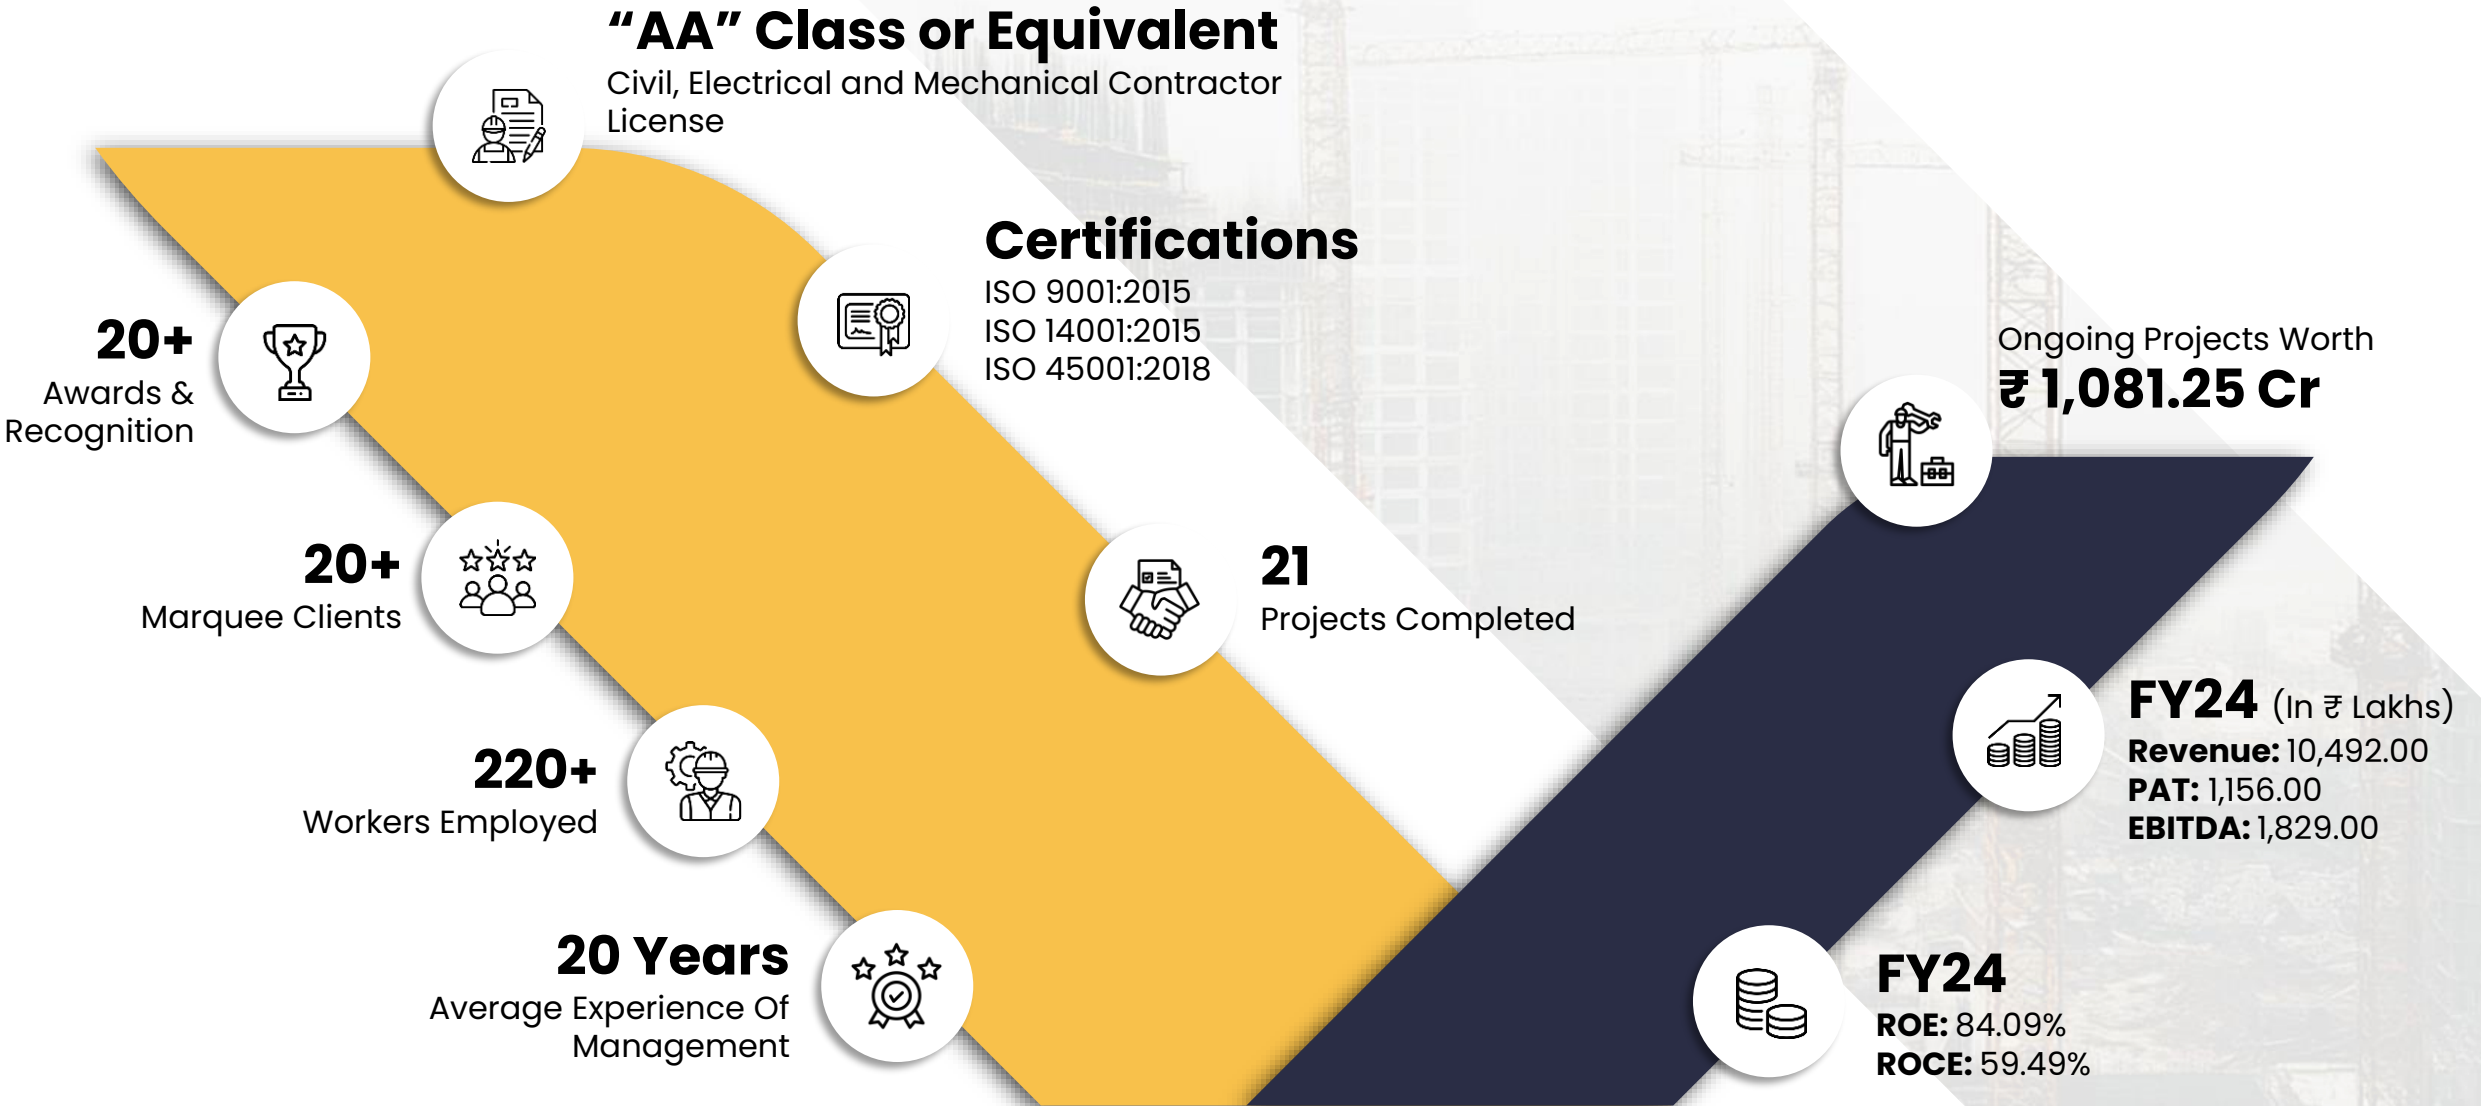 “AA” Class or Equivalent
Civil, Electrical and Mechanical Contractor
License
Certifications
ISO 9001:2015
ISO 14001:2015
ISO 45001:2018
20+
Awards &
Recognition
Ongoing Projects Worth
₹ 1,081.25 Cr
20+
Marquee Clients
21
Projects Completed
220+
Workers Employed
FY24 (In ₹ Lakhs)
Revenue: 10,492.00
PAT: 1,156.00
EBITDA: 1,829.00
20 Years
Average Experience Of
Management
FY24
ROE: 84.09%
ROCE: 59.49%